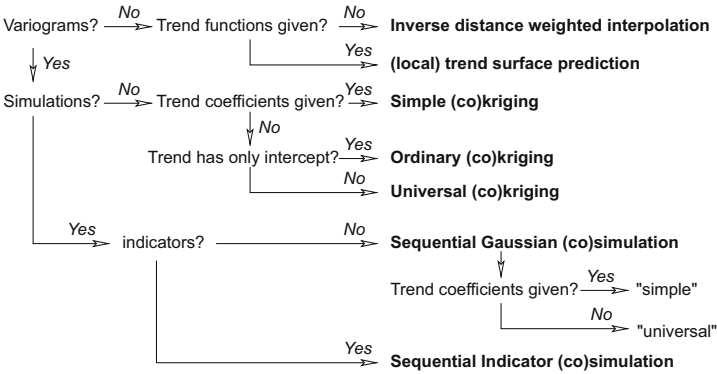 Variograms? No Trend functions given? No Inverse distance weighted interpolation
Yes Yes (local) trend surface prediction
Simulations? No Trend coefficients given? Yes Simple (co)kriging
No
Trend has only intercept? Yes Ordinary (co)kriging
No Universal (co)kriging
Yes indicators? No Sequential Gaussian (co)simulation
Trend coefficients given? Yes "simple"
No "universal"
Yes Sequential Indicator (co)simulation